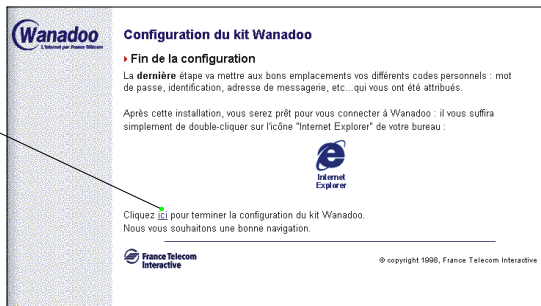 Wanadoo
L'Internet par France Télécom
Configuration du kit Wanadoo
Fin de la configuration
La dernière étape va mettre aux bons emplacements vos différents codes personnels : mot
de passe, identification, adresse de messagerie, etc...qui vous ont été attribués.
Après cette installation, vous serez prêt pour vous connecter à Wanadoo : il vous suffira
simplement de double-cliquer sur l'icône "Internet Explorer" de votre bureau :
Internet
Explorer
Cliquez ici pour terminer la configuration du kit Wanadoo.
Nous vous souhaitons une bonne navigation.
France Telecom
Interactive
© copyright 1998, France Telecom Interactive